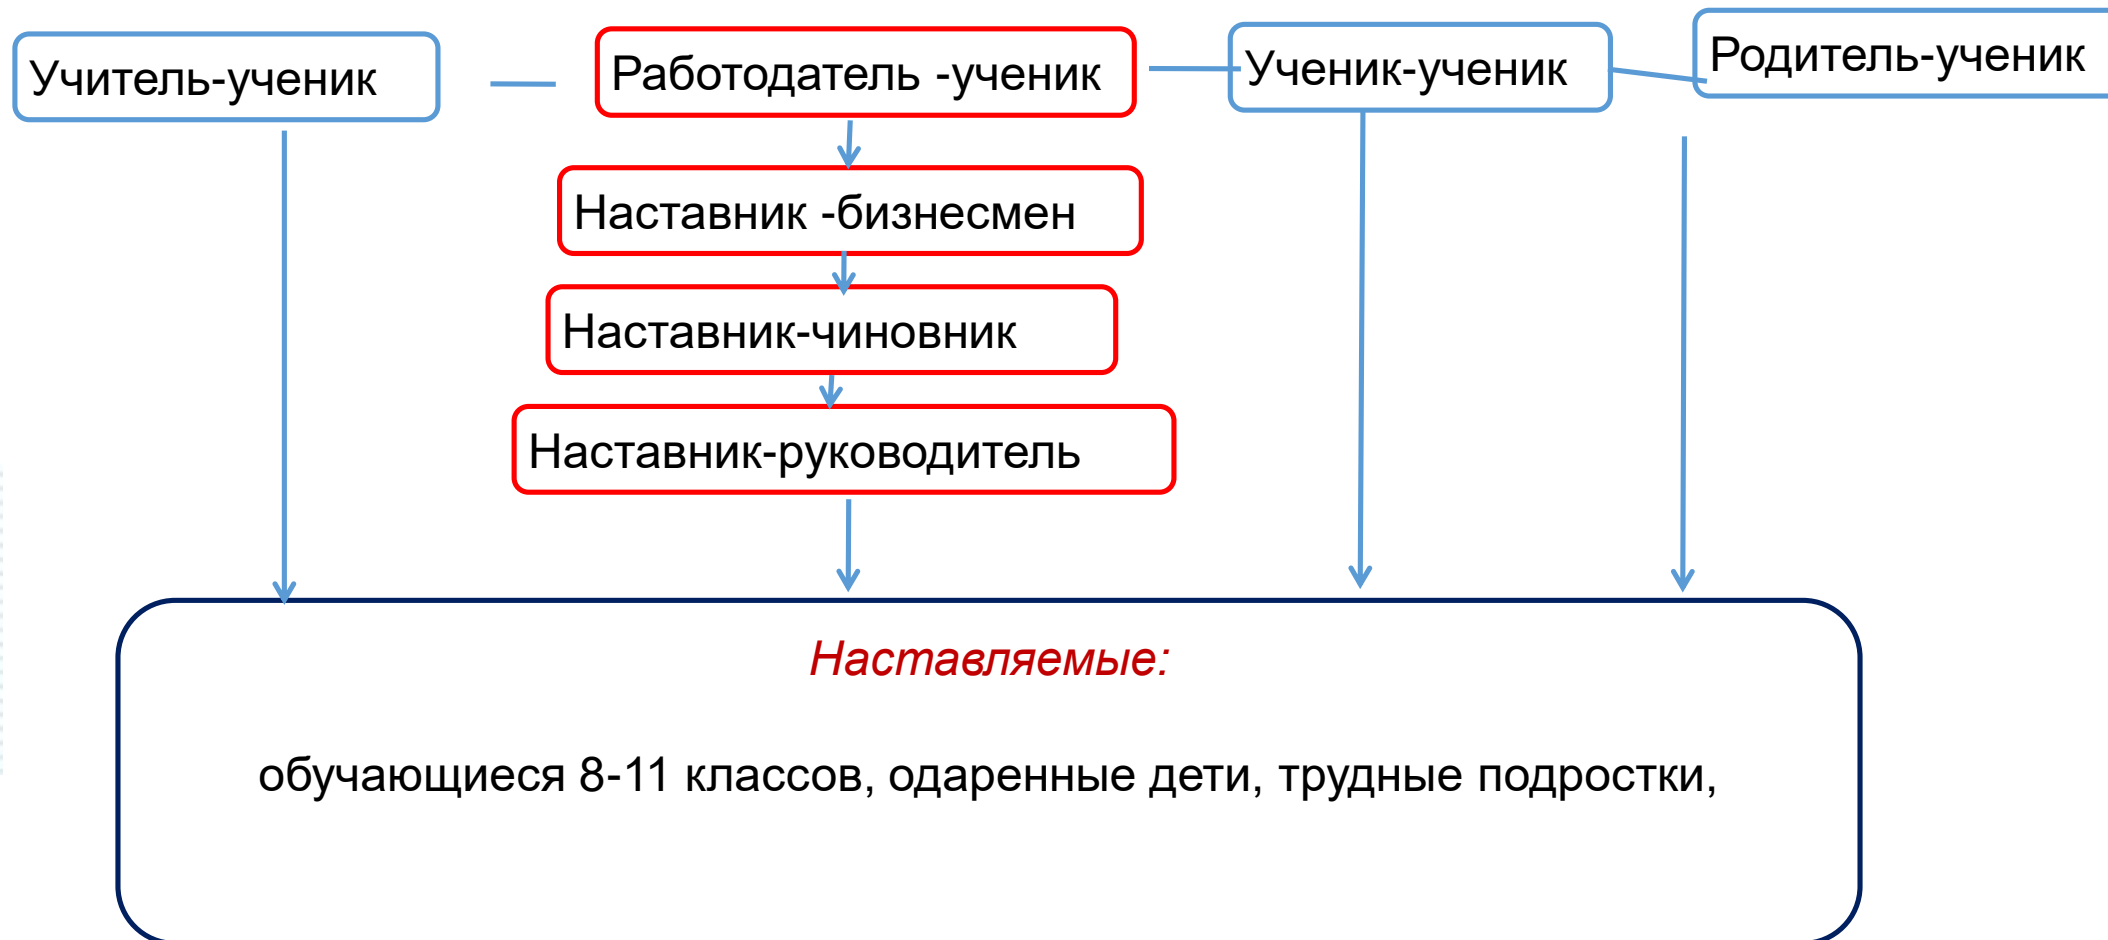 Учитель-ученик
Работодатель -ученик
Ученик-ученик
Родитель-ученик
Наставник -бизнесмен
Наставник-чиновник
Наставник-руководитель
Наставляемые:
обучающиеся 8-11 классов, одаренные дети, трудные подростки,